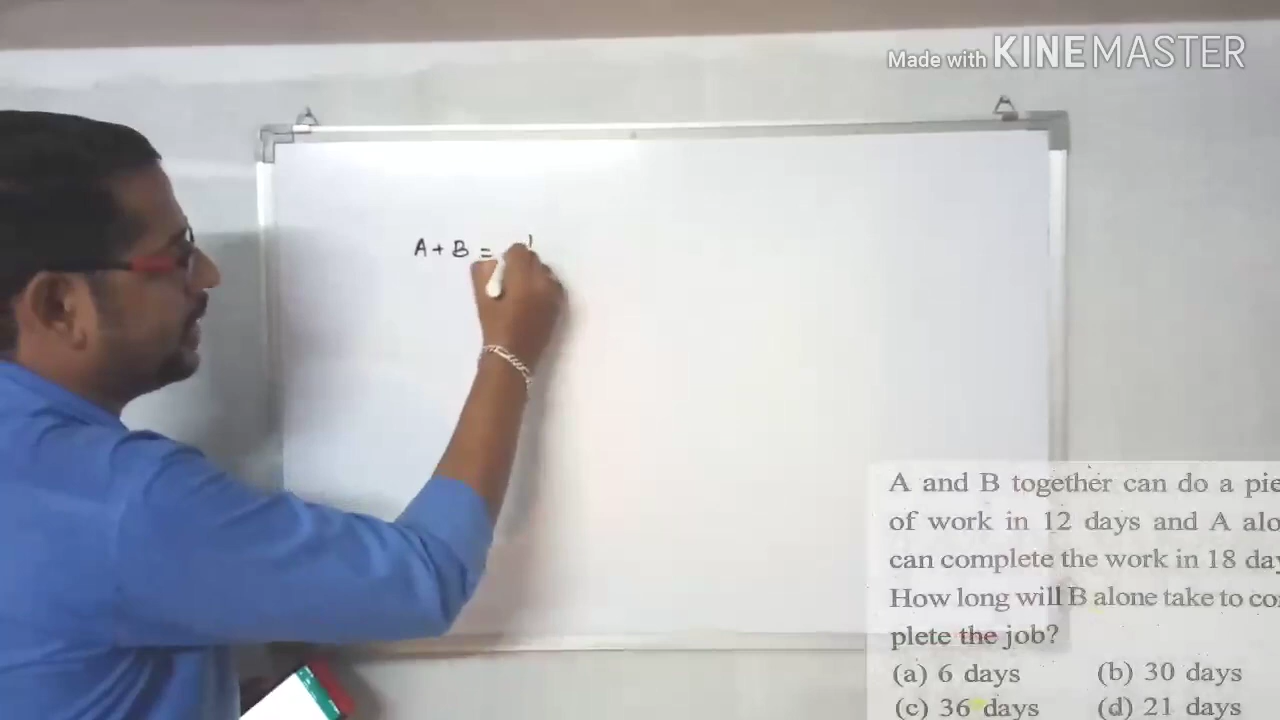 Made with KINEMASTER
A + B =
A and B together can do a pie
of work in 12 days and A alo
can complete the work in 18 day
How long will B alone take to co
plete the job?
(a) 6 days (b) 30 days
(c) 36 days (d) 21 days